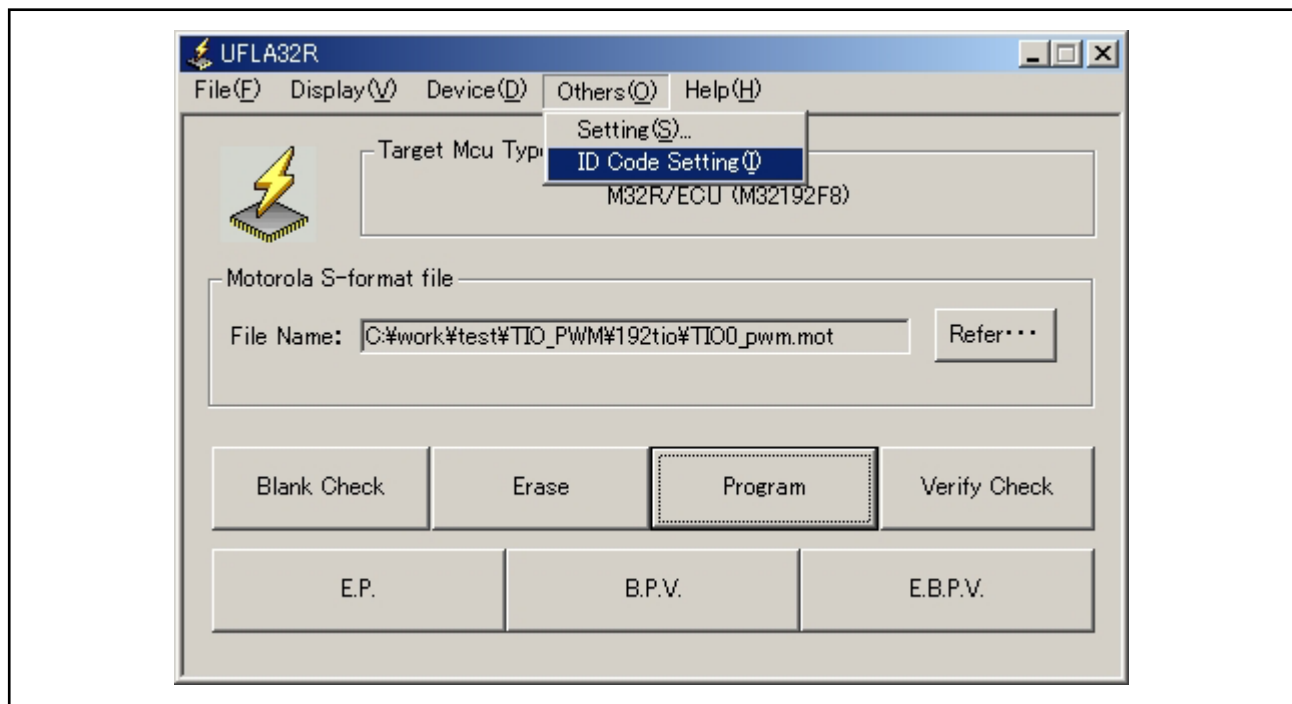 UFLA32R
File(F) Display(V) Device(D) Others(O) Help(H)
Setting(S)...
ID Code Setting(I)
Target Mcu
M32R/ECU (M32192F8)
Motorola S-format file
File Name: C:¥work¥test¥TIO_PWM¥192tio¥TIO0_pwm.mot Refer･･･
Blank Check Erase Program Verify Check
E.P. B.P.V. E.B.P.V.